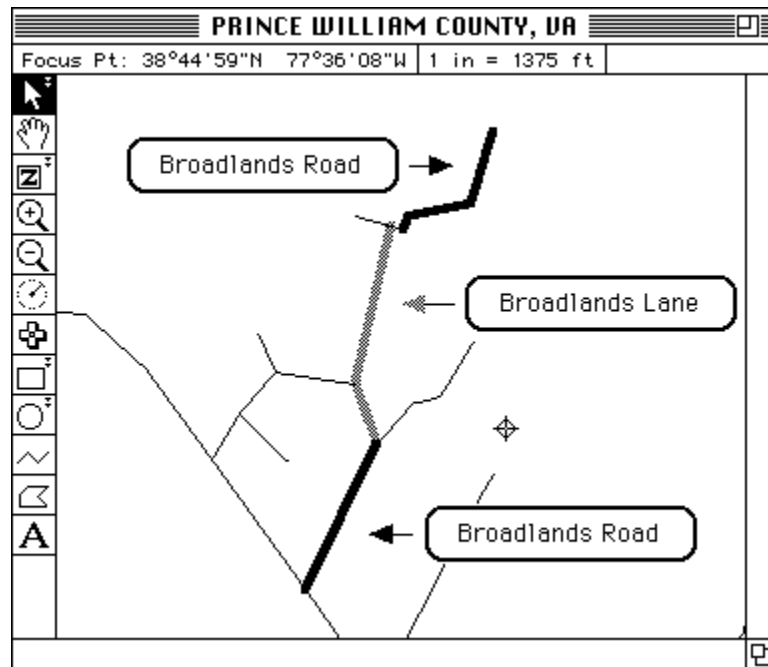 PRINCE WILLIAM COUNTY, VA
Focus Pt: 38°44'59"N 77°36'08"W 1 in = 1375 ft
Z
Broadlands Road
Broadlands Lane
Broadlands Road
A